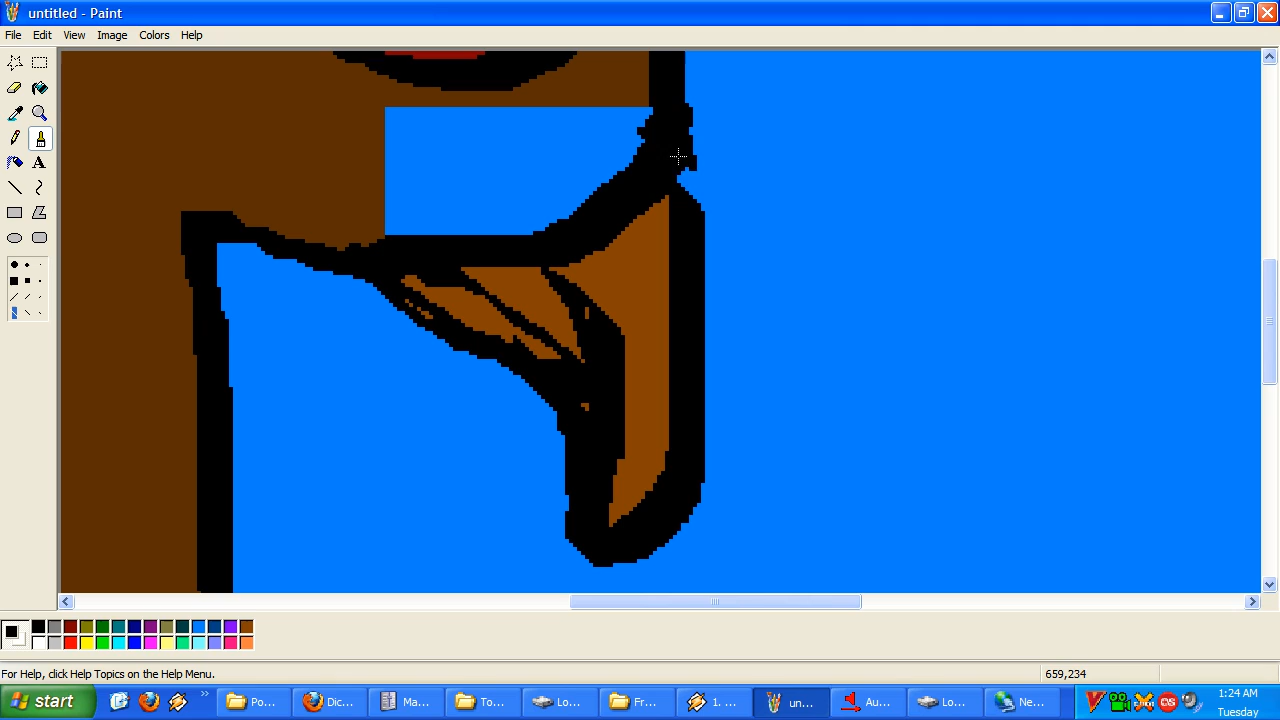 untitled - Paint
File Edit View Image Colors Help
A
For Help, click Help Topics on the Help Menu.
659,234
start
»
Po...
Dic...
Ma...
To...
Lo...
Fr...
1. ...
un...
Au...
Lo...
Ne...
1:24 AM
Tuesday